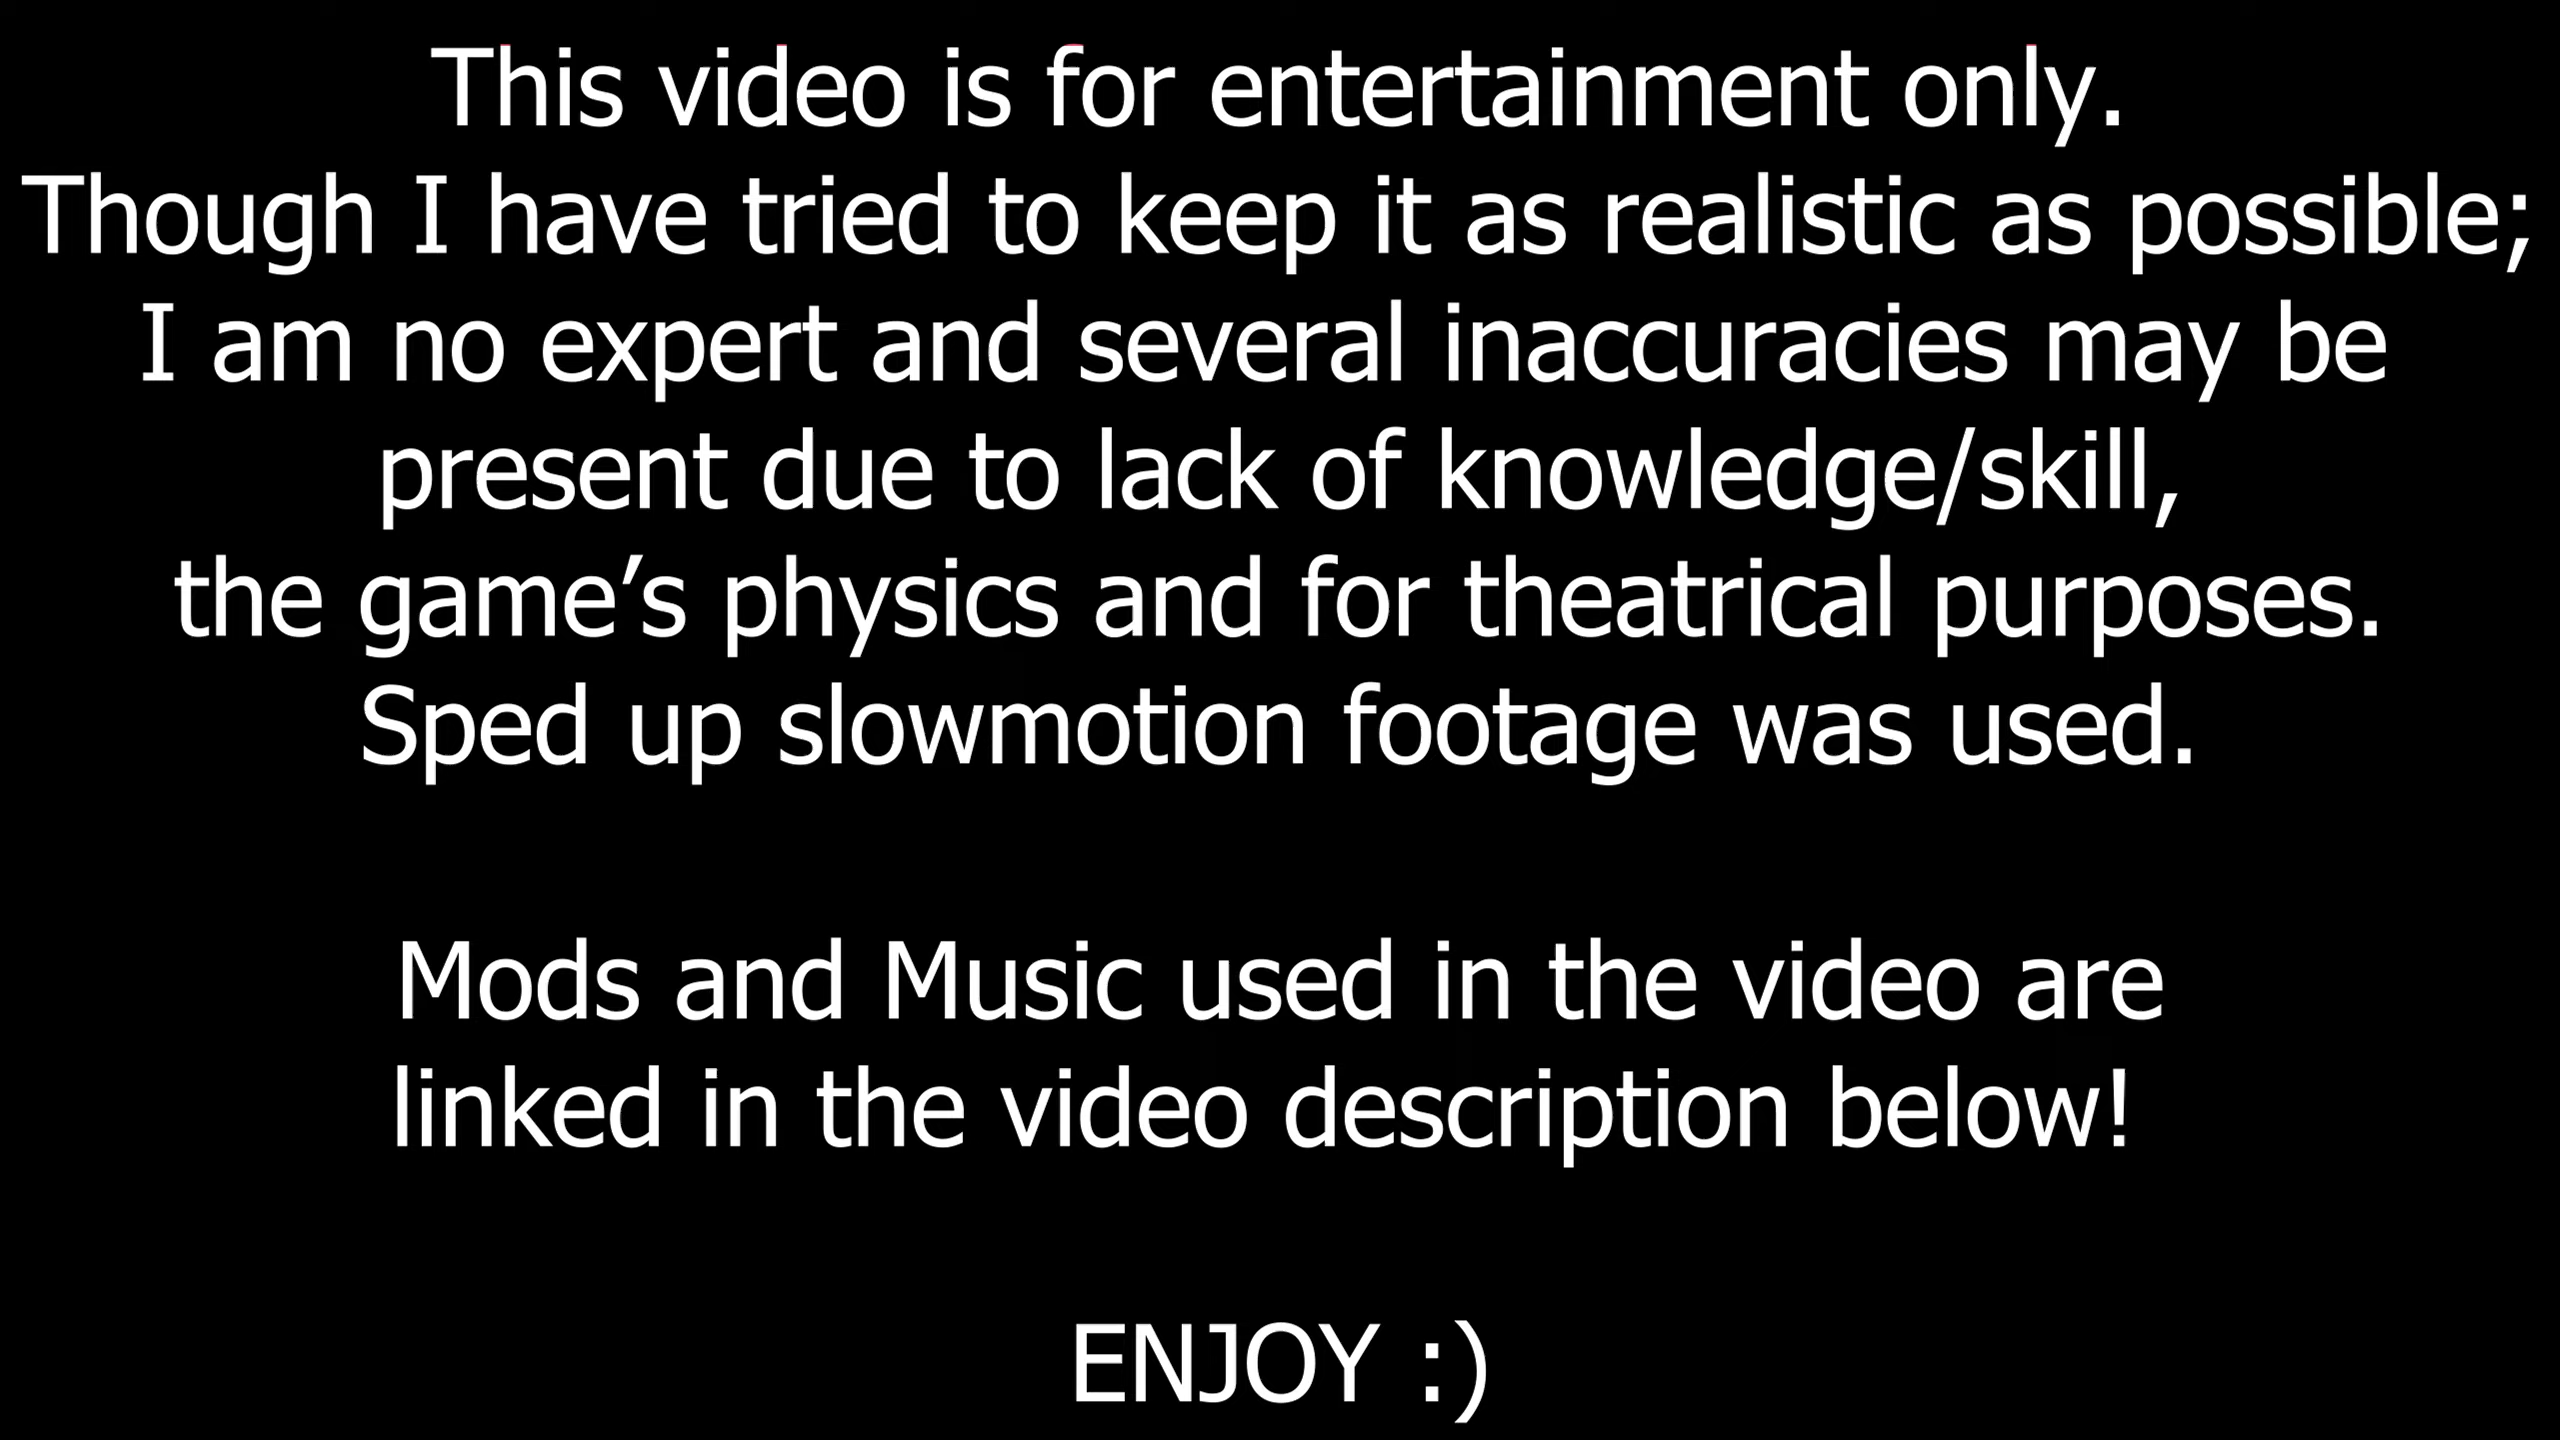 This video is for entertainment only.
Though I have tried to keep it as realistic as possible;
I am no expert and several inaccuracies may be
present due to lack of knowledge/skill,
the game’s physics and for theatrical purposes.
Sped up slowmotion footage was used.
Mods and Music used in the video are
linked in the video description below!
ENJOY :)